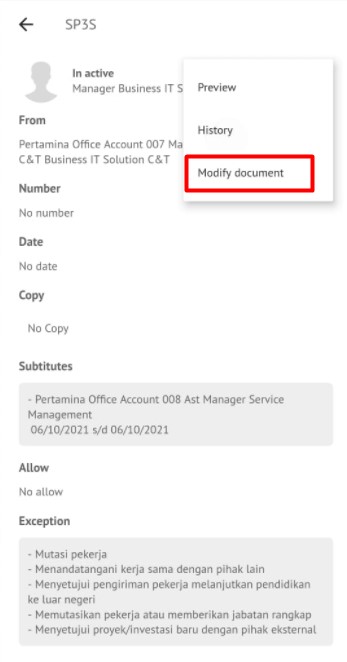 SP3S
In active
Manager Business IT S
Preview
History
Modify document
From
Pertamina Office Account 007 Ma
C&T Business IT Solution C&T
Number
No number
Date
No date
Copy
No Copy
Subtitutes
- Pertamina Office Account 008 Ast Manager Service
Management
06/10/2021 s/d 06/10/2021
Allow
No allow
Exception
- Mutasi pekerja
- Menandatangani kerja sama dengan pihak lain
- Menyetujui pengiriman pekerja melanjutkan pendidikan
ke luar negeri
- Memutasikan pekerja atau memberikan jabatan rangkap
- Menyetujui proyek/investasi baru dengan pihak eksternal